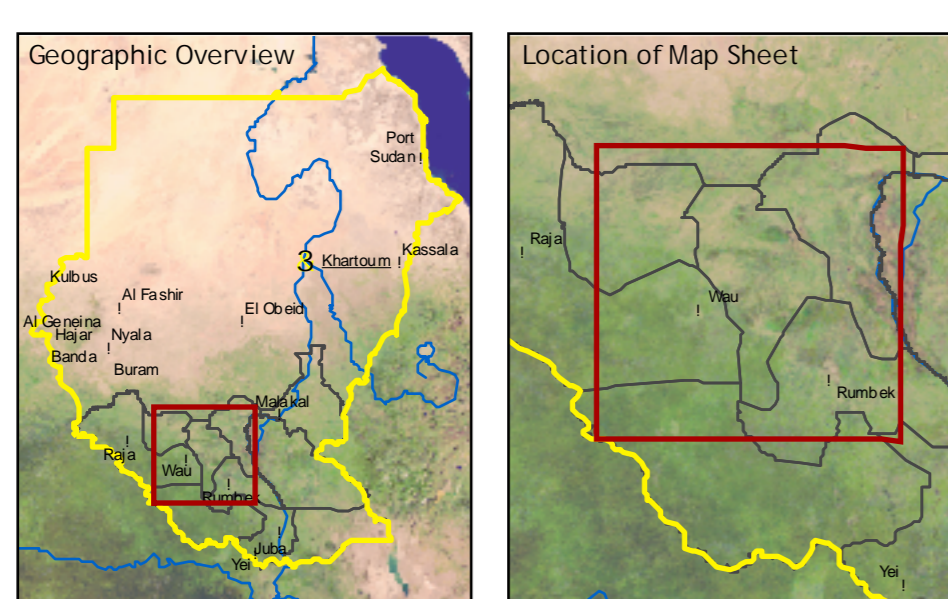 Geographic Overview
Port
Sudan !
Kassala
3 Khartoum !
Kulbus
Al Fashir
!
El Obeid
!
Al Geneina
Hajar
Nyala
!
Banda
Buram
Malakal
!
!
Raja
!
Wau
!
Rumbek
!
Juba
!
Yei
Location of Map Sheet
Raja
!
!
Wau
!
!
Rumbek
Yei
!